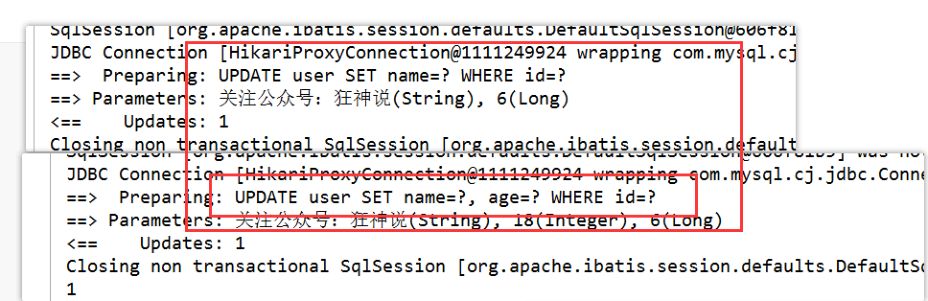 SqlSession [org.apache.ibatis.session.defaults.DefaultSqlSession@606f81
JDBC Connection [HikariProxyConnection@1111249924 wrapping com.mysql.cj
==>  Preparing: UPDATE user SET name=? WHERE id=?
==> Parameters: 关注公众号：狂神说(String), 6(Long)
<==    Updates: 1
Closing non transactional SqlSession [org.apache.ibatis.session.default
SqlSession [org.apache.ibatis.session.defaults.DefaultSqlSession@
JDBC Connection [HikariProxyConnection@1111249924 wrapping com.mysql.cj.jdbc.Conne
==>  Preparing: UPDATE user SET name=?, age=? WHERE id=?
==> Parameters: 关注公众号：狂神说(String), 18(Integer), 6(Long)
<==    Updates: 1
Closing non transactional SqlSession [org.apache.ibatis.session.defaults.DefaultSq
1